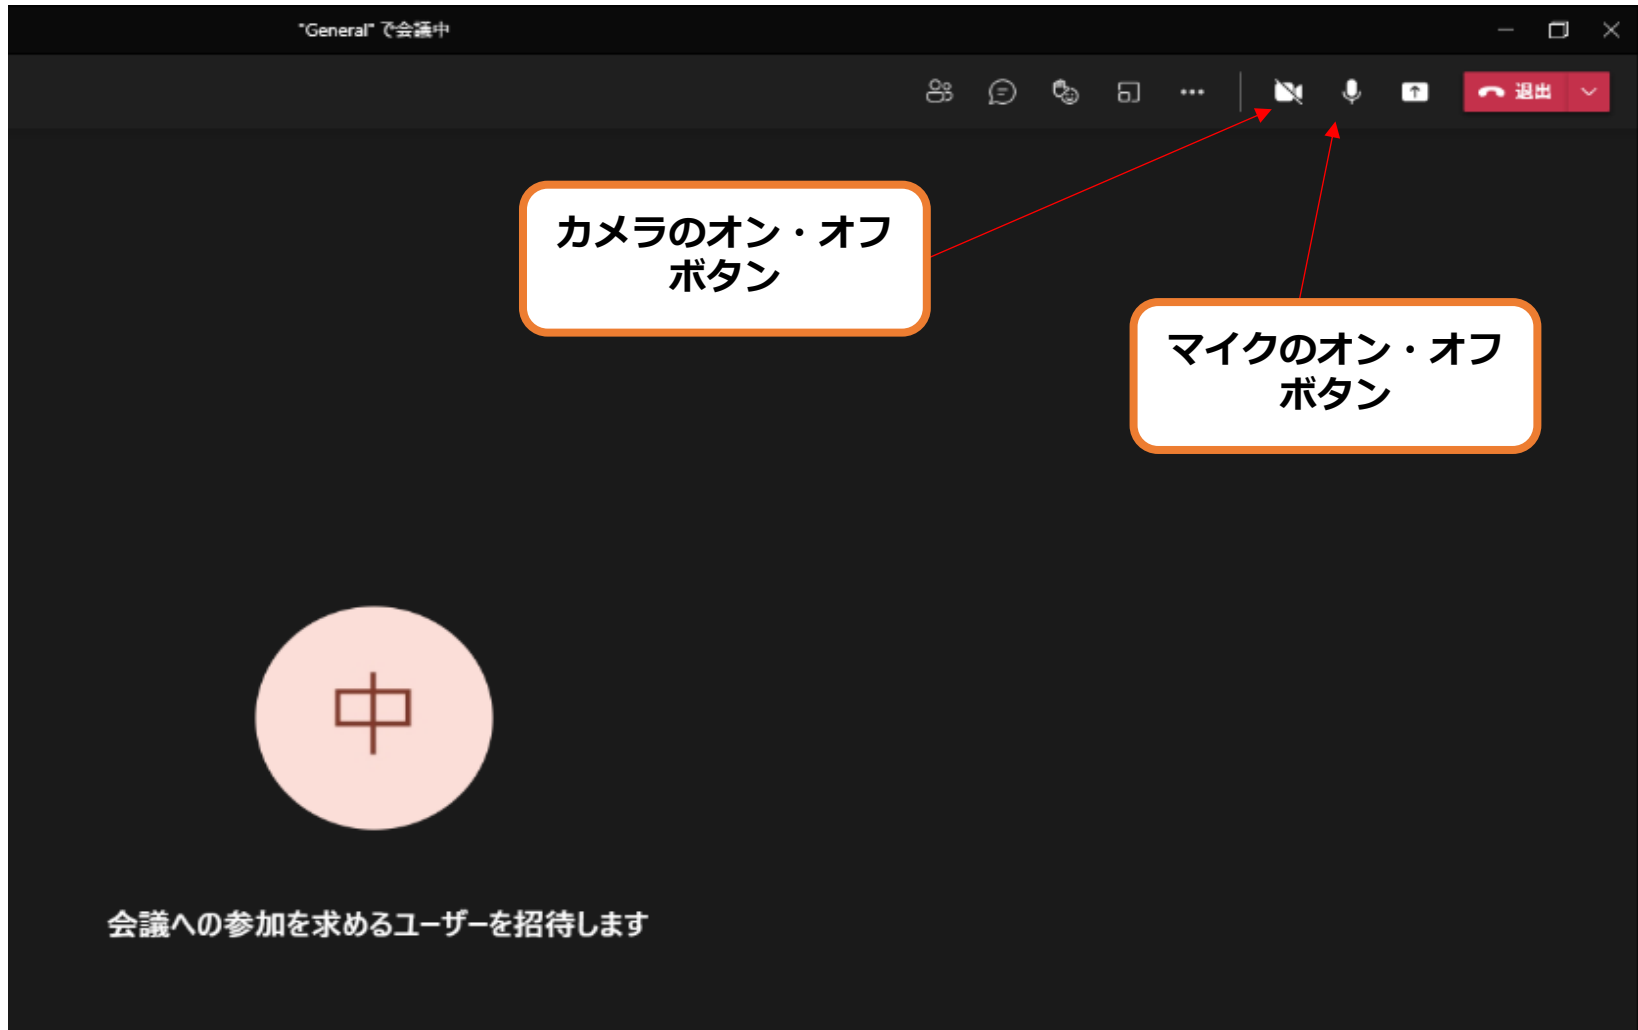 "General" で会議中
退出
カメラのオン・オフ
ボタン
マイクのオン・オフ
ボタン
中
会議への参加を求めるユーザーを招待します